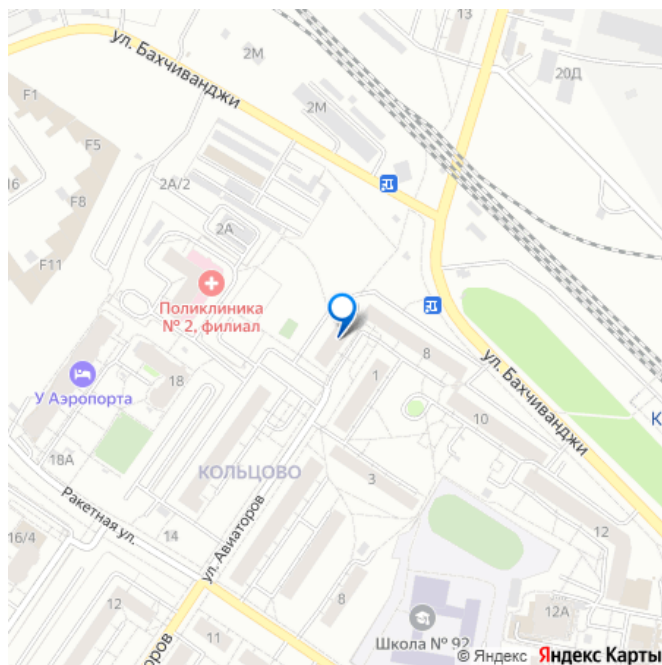 13
ул. Бахчиванджи
2М
20Д
F1
2М
F5
16
2А/2
F8
2А
F11
Поликлиника
№ 2, филиал
8
ул. Бахчиванджи
1
18
У Аэропорта
10
К
18А
КОЛЬЦОВО
3
Ракетная ул.
ул. Авиаторов
16/4
14
12
12
8
12А
11
оров
Школа № 92
© Яндекс Яндекс Карты